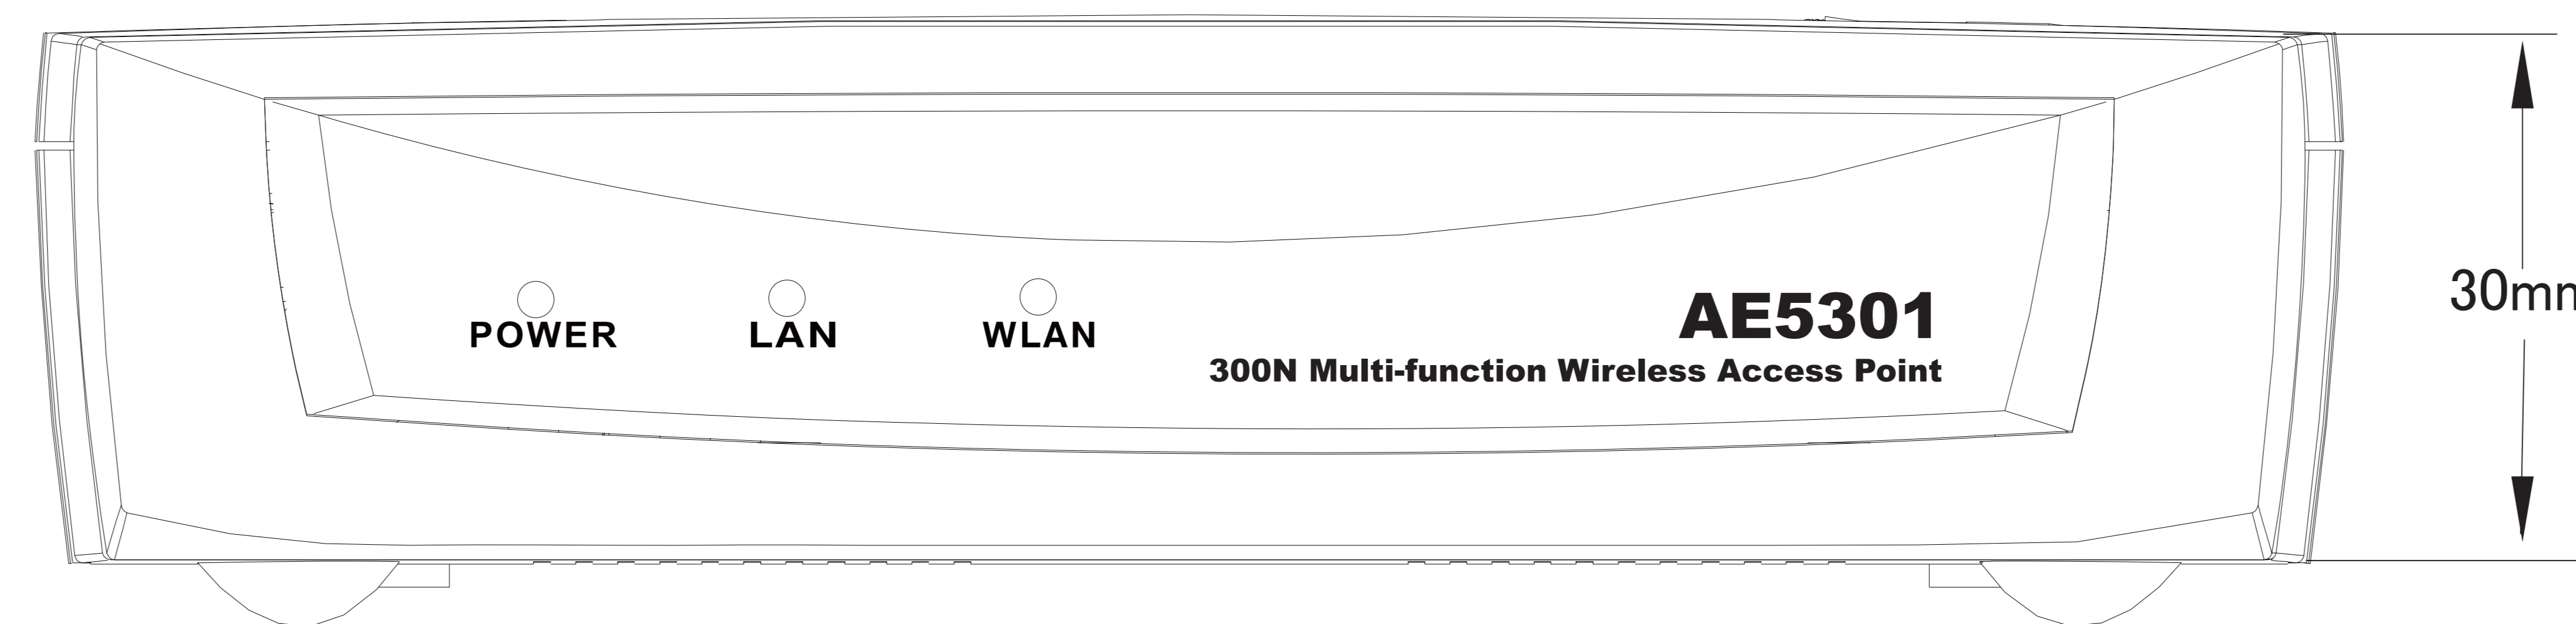 POWER
LAN
WLAN
AE5301
300N Multi-function Wireless Access Point
30mm